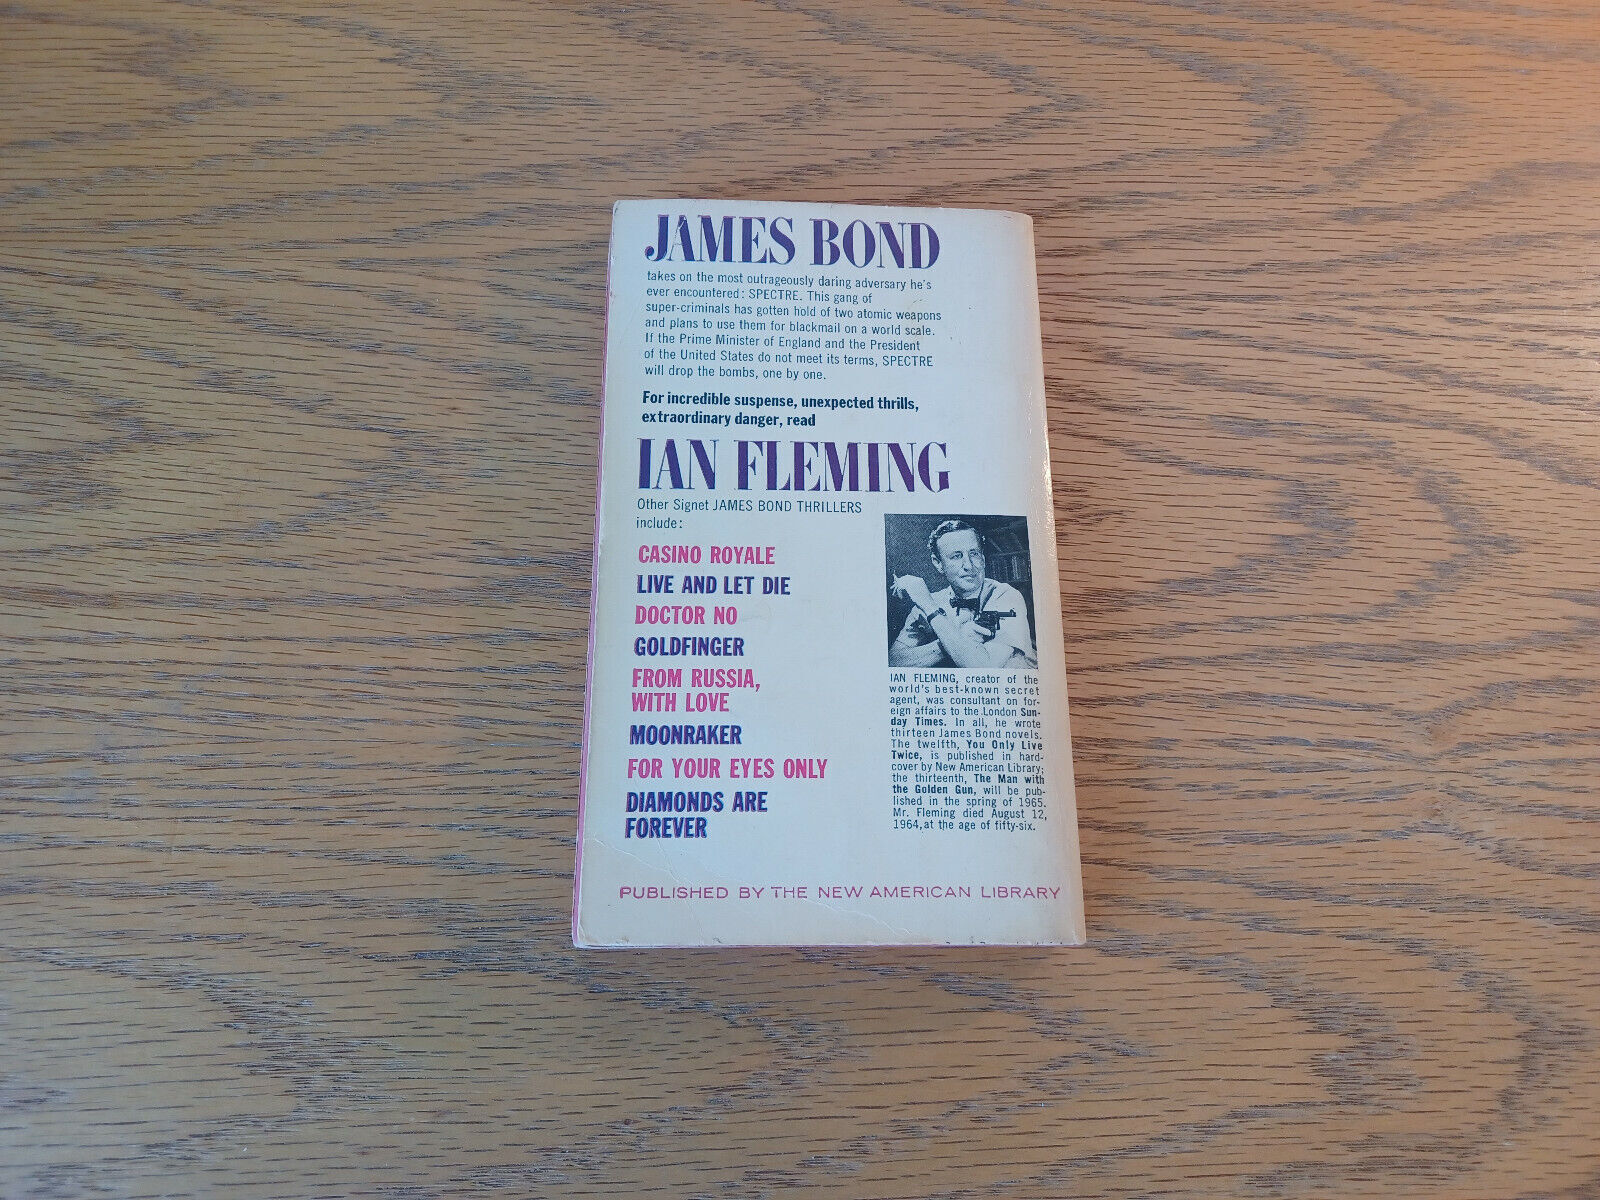 JAMES BOND
takes on the most outrageously daring adversary he's
ever encountered: SPECTRE. This gang of
super-criminals has gotten hold of two atomic weapons
and plans to use them for blackmail on a world scale.
If the Prime Minister of England and the President
of the United States do not meet its terms, SPECTRE
will drop the bombs, one by one.
For incredible suspense, unexpected thrills,
extraordinary danger, read
IAN FLEMING
Other Signet JAMES BOND THRILLERS
include:
CASINO ROYALE
LIVE AND LET DIE
DOCTOR NO
GOLDFINGER
FROM RUSSIA,
WITH LOVE
MOONRAKER
FOR YOUR EYES ONLY
DIAMONDS ARE
FOREVER
IAN FLEMING, creator of the
world's best-known secret
agent, was consultant on for-
eign affairs to the London Sun-
day Times. In all, he wrote
thirteen James Bond novels.
The twelfth, You Only Live
Twice, is published in hard-
cover by New American Library;
the thirteenth, The Man with
the Golden Gun, will be pub-
lished in the spring of 1965.
Mr. Fleming died August 12,
1964, at the age of fifty-six.
PUBLISHED BY THE NEW AMERICAN LIBRARY